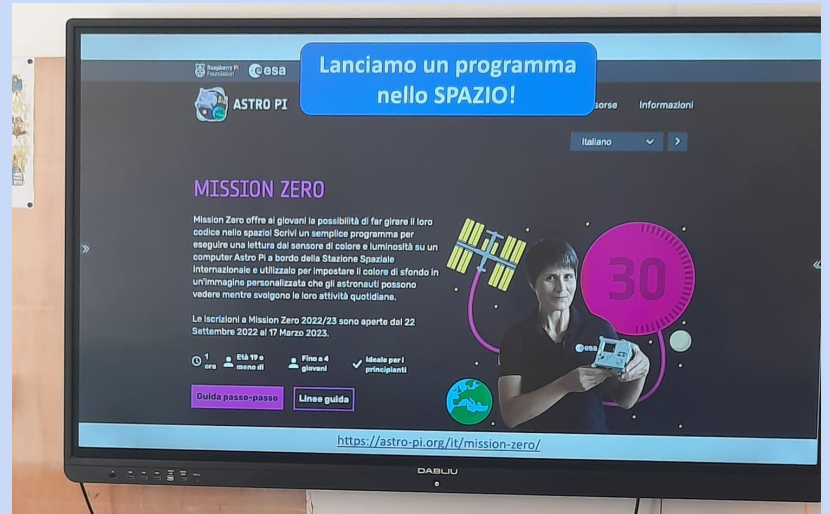 Lanciamo un programma
nello SPAZIO!
Raspberry Pi
Foundation
esa
ASTRO PI
sorse
Informazioni
Italiano
MISSION ZERO
Mission Zero offre ai giovani la possibilità di far girare il loro
codice nello spazio! Scrivi un semplice programma per
eseguire una lettura dal sensore di colore e luminosità su un
computer Astro Pi a bordo della Stazione Spaziale
Internazionale e utilizzalo per impostare il colore di sfondo in
un'immagine personalizzata che gli astronauti possono
vedere mentre svolgono le loro attività quotidiane.
Le iscrizioni a Mission Zero 2022/23 sono aperte dal 22
Settembre 2022 al 17 Marzo 2023.
1
ora
Età 19 o
meno di
Fino a 4
giovani
Ideale per i
principianti
Guida passo-passo
Linee guida
30
esa
https://astro-pi.org/it/mission-zero/
DABLIU